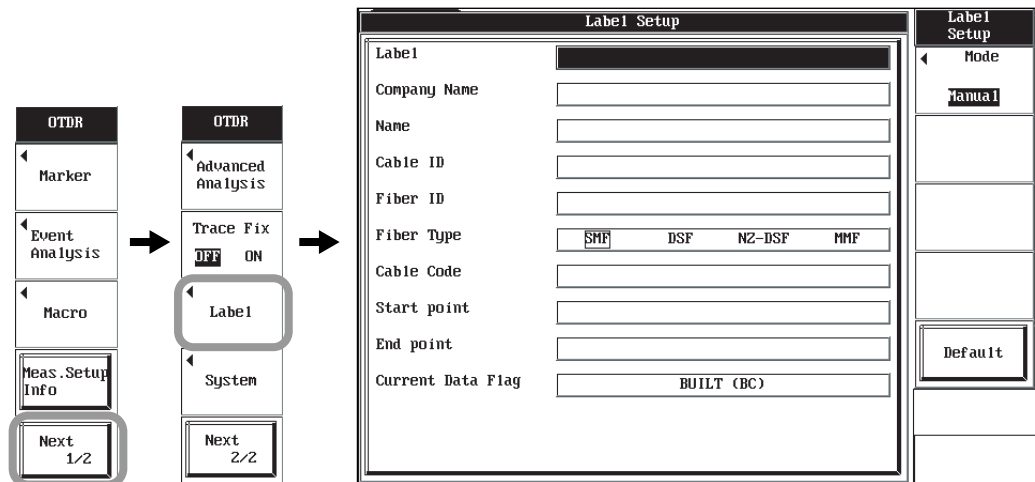 OTDR
Marker
Event
Analysis
Macro
Meas.Setup
Info
Next
1/2
OTDR
Advanced
Analysis
Trace Fix
OFF ON
Label
System
Next
2/2
Label Setup
Label
Company Name
Name
Cable ID
Fiber ID
Fiber Type SMF DSF NZ-DSF MMF
Cable Code
Start point
End point
Current Data Flag BUILT (BC)
Label
Setup
Mode
Manual
Default